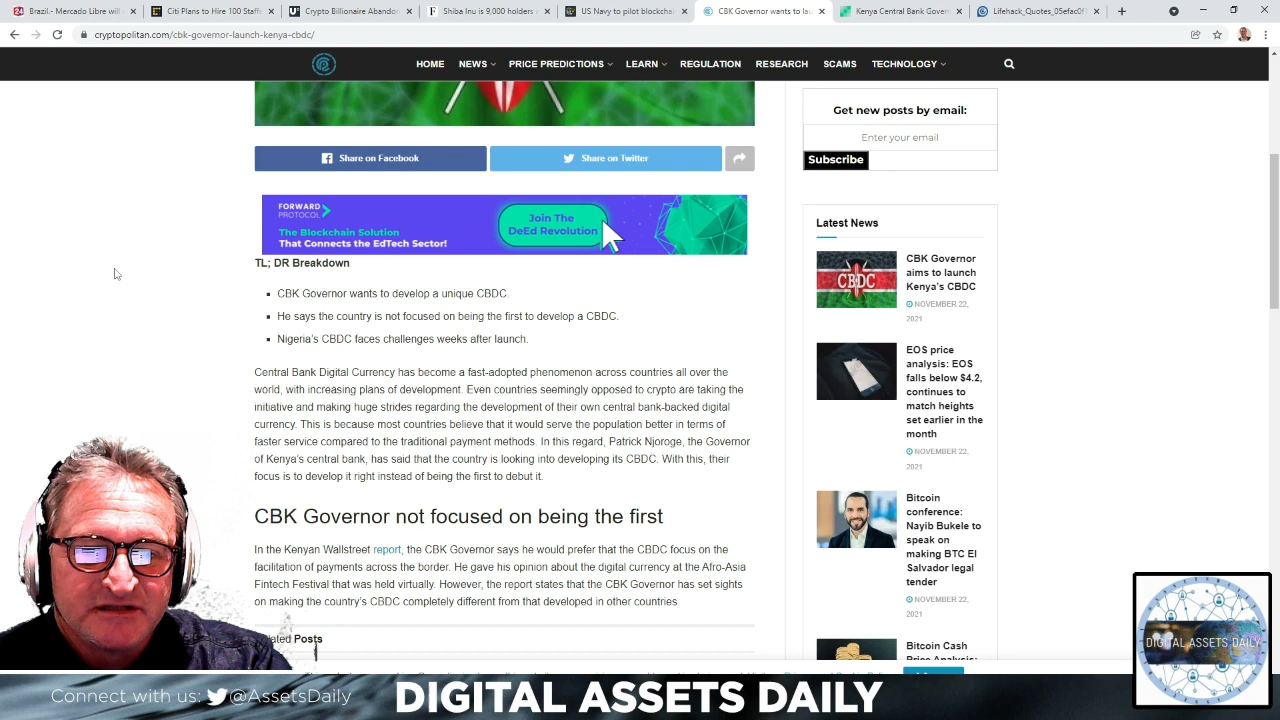 Brazil.- Mercado Libre will e
Citi Plans to Hire 100 Staffe
Crypto Billionaire Abandon
Shiba Inu is 9,000 holders a
US Navy to pilot blockchain
CBK Governor wants to lau
Kenya Central Bank Govern
Lifehack_Quotes_05efac0f1
cryptopolitan.com/cbk-governor-launch-kenya-cbdc/
HOME NEWS PRICE PREDICTIONS LEARN REGULATION RESEARCH SCAMS TECHNOLOGY
Share on Facebook
Share on Twitter
FORWARD
PROTOCOL
The Blockchain Solution
That Connects the EdTech Sector!
Join The
DeEd Revolution
TL; DR Breakdown
CBK Governor wants to develop a unique CBDC.
He says the country is not focused on being the first to develop a CBDC.
Nigeria's CBDC faces challenges weeks after launch.
Central Bank Digital Currency has become a fast-adopted phenomenon across countries all over the
world, with increasing plans of development. Even countries seemingly opposed to crypto are taking the
initiative and making huge strides regarding the development of their own central bank-backed digital
currency. This is because most countries believe that it would serve the population better in terms of
faster service compared to the traditional payment methods. In this regard, Patrick Njoroge, the Governor
of Kenya's central bank, has said that the country is looking into developing its CBDC. With this, their
focus is to develop it right instead of being the first to debut it.
CBK Governor not focused on being the first
In the Kenyan Wallstreet report, the CBK Governor says he would prefer that the CBDC focus on the
facilitation of payments across the border. He gave his opinion about the digital currency at the Afro-Asia
Fintech Festival that was held virtually. However, the report states that the CBK Governor has set sights
on making the country's CBDC completely different from that developed in other countries.
Posts
Get new posts by email:
Enter your email
Subscribe
Latest News
CBDC
CBK Governor
aims to launch
Kenya's CBDC
NOVEMBER 22,
2021
EOS price
analysis: EOS
falls below $4.2,
continues to
match heights
set earlier in the
month
NOVEMBER 22,
2021
Bitcoin
conference:
Nayib Bukele to
speak on
making BTC El
Salvador legal
tender
NOVEMBER 22,
2021
Bitcoin Cash
Price Analysis:
DIGITAL ASSETS DAILY
Connect with us: @AssetsDaily
DIGITAL ASSETS DAILY